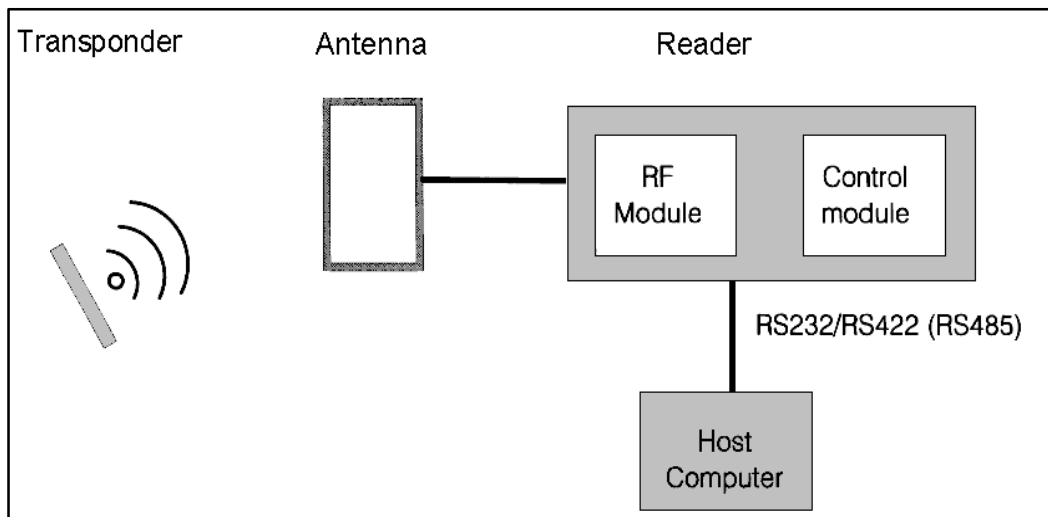 Transponder
Antenna
Reader
RF
Module
Control
module
RS232/RS422 (RS485)
Host
Computer